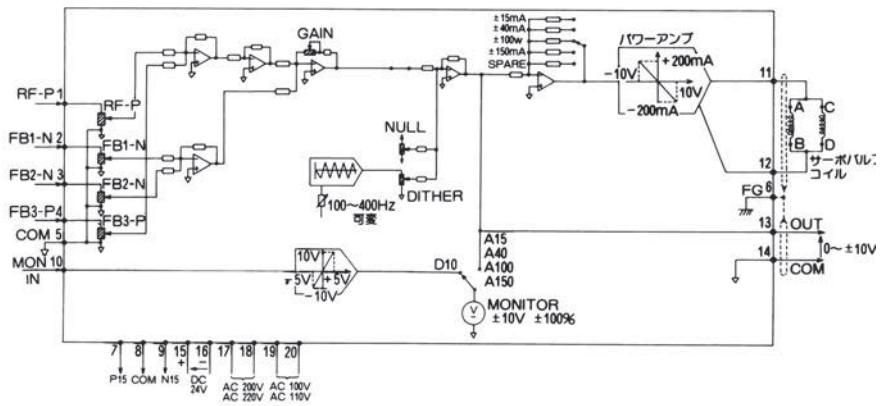 ±15mA
±40mA
±100w
±150mA
SPARE
GAIN
パワーアンプ
+200mA
-10V
10V
-200mA
11
A
C
B
D
12
サーボバルブ
コイル
RF-P 1
RF-P
FB1-N 2
FB1-N
FB2-N 3
FB2-N
FB3-P4
FB3-P
COM 5
NULL
DITHER
100～400Hz
可変
FG 6
13
OUT
0～±10V
14
COM
A15
A40
A100
A150
MON 10
IN
10V
-5V
+5V
-10V
D10
V
MONITOR
±10V ±100%
7
8
9
15
16
17
18
19
20
+
-
P15
COM
N15
DC
24V
AC 200V
AC 220V
AC 100V
AC 110V